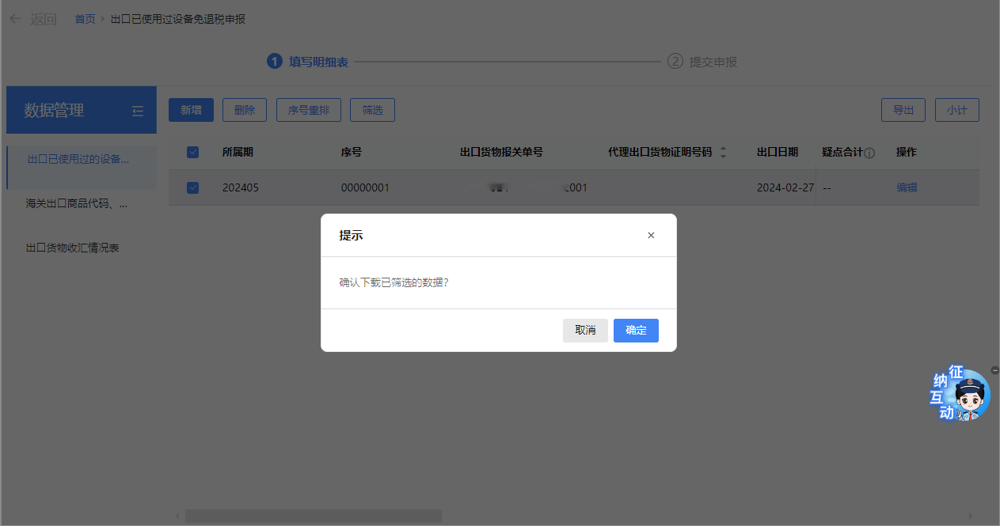 返回 首页 › 出口已使用过设备免退税申报
1 填写明细表 2 提交申报
数据管理
新增 删除 序号重排 筛选 导出 小计
出口已使用过的设备...
海关出口商品代码、...
出口货物收汇情况表
所属期 序号 出口货物报关单号 代理出口货物证明号码 出口日期 疑点合计 操作
202405 00000001 001 2024-02-27 -- 编辑
提示 ×
确认下载已筛选的数据?
取消 确定
征纳互动